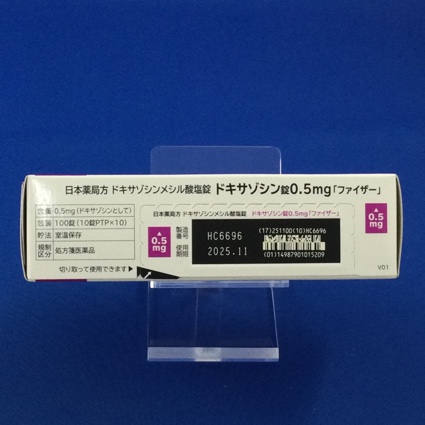 日本薬局方 ドキサゾシンメシル酸塩錠 ドキサゾシン錠0.5mg「ファイザー」
含量 0.5mg(ドキサゾシンとして)
包装 100錠(10錠PTP×10)
貯法 室温保存
規制区分 処方箋医薬品
切り取って使用できます▶
日本薬局方 ドキサゾシンメシル酸塩錠 ドキサゾシン錠0.5mg「ファイザー」
▲0.5mg
製造番号 HC6696
使用期限 2025.11
(17)251100(10)HC6696
(01)14987901015209
▲0.5mg
V01